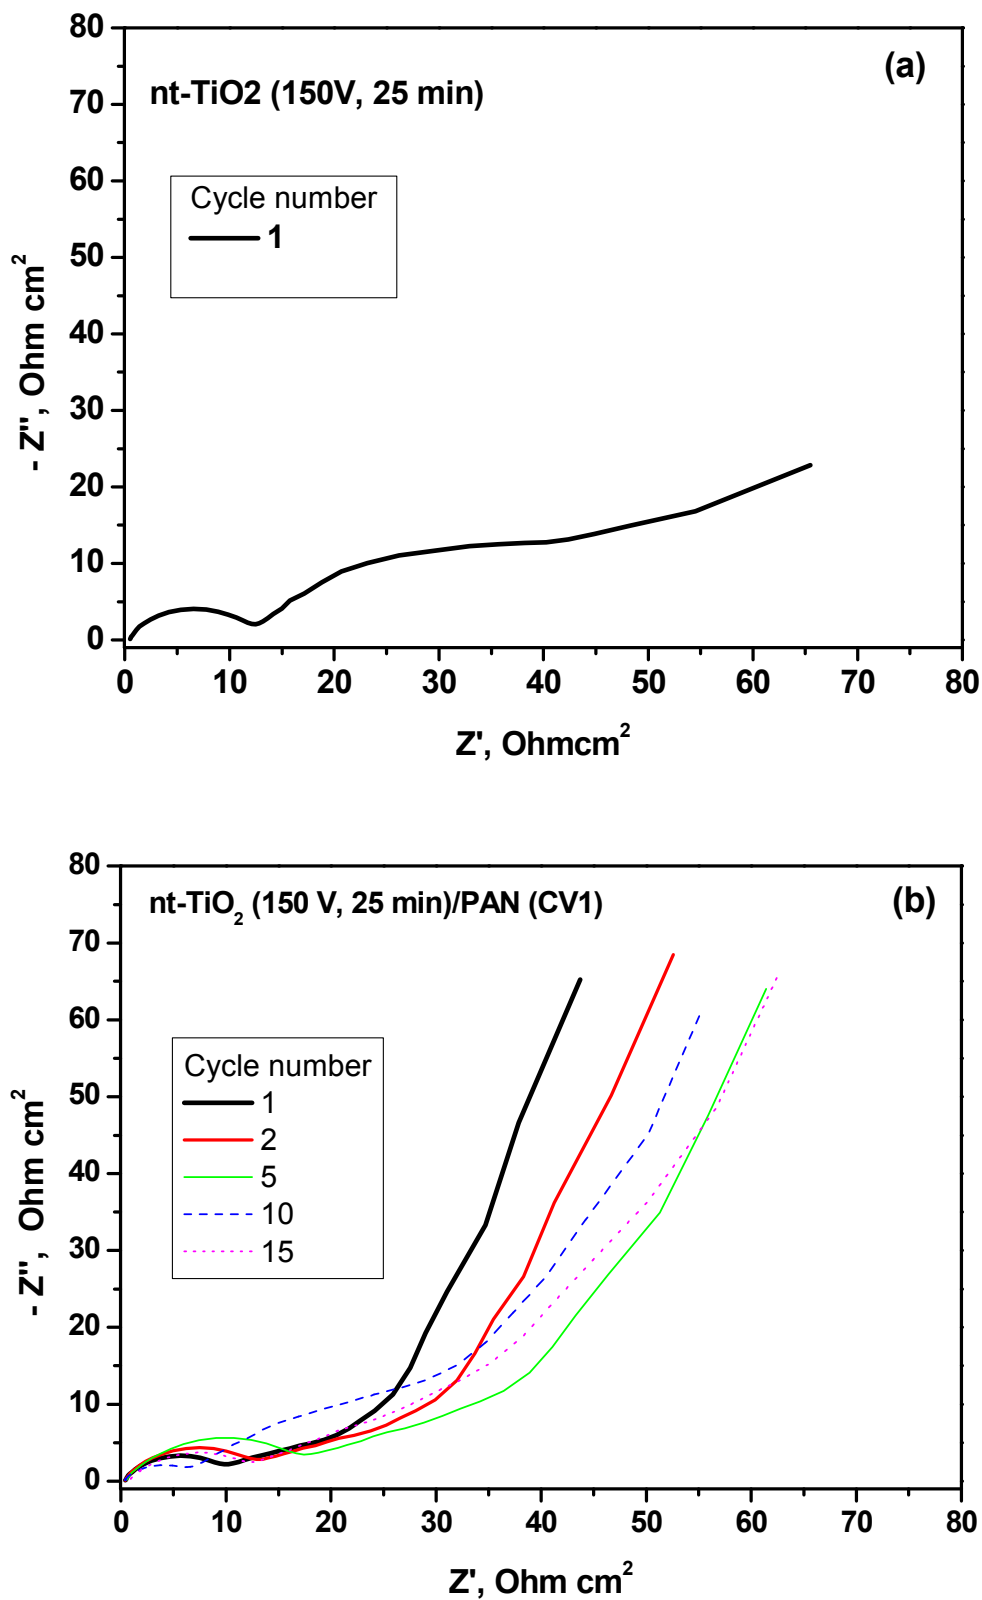 (a)
nt-TiO2 (150V, 25 min)
Cycle number
1
- Z'', Ohm cm²
80
70
60
50
40
30
20
10
0
0 10 20 30 40 50 60 70 80
Z', Ohmcm²
(b)
nt-TiO₂ (150 V, 25 min)/PAN (CV1)
Cycle number
1
2
5
10
15
- Z'', Ohm cm²
80
70
60
50
40
30
20
10
0
0 10 20 30 40 50 60 70 80
Z', Ohm cm²